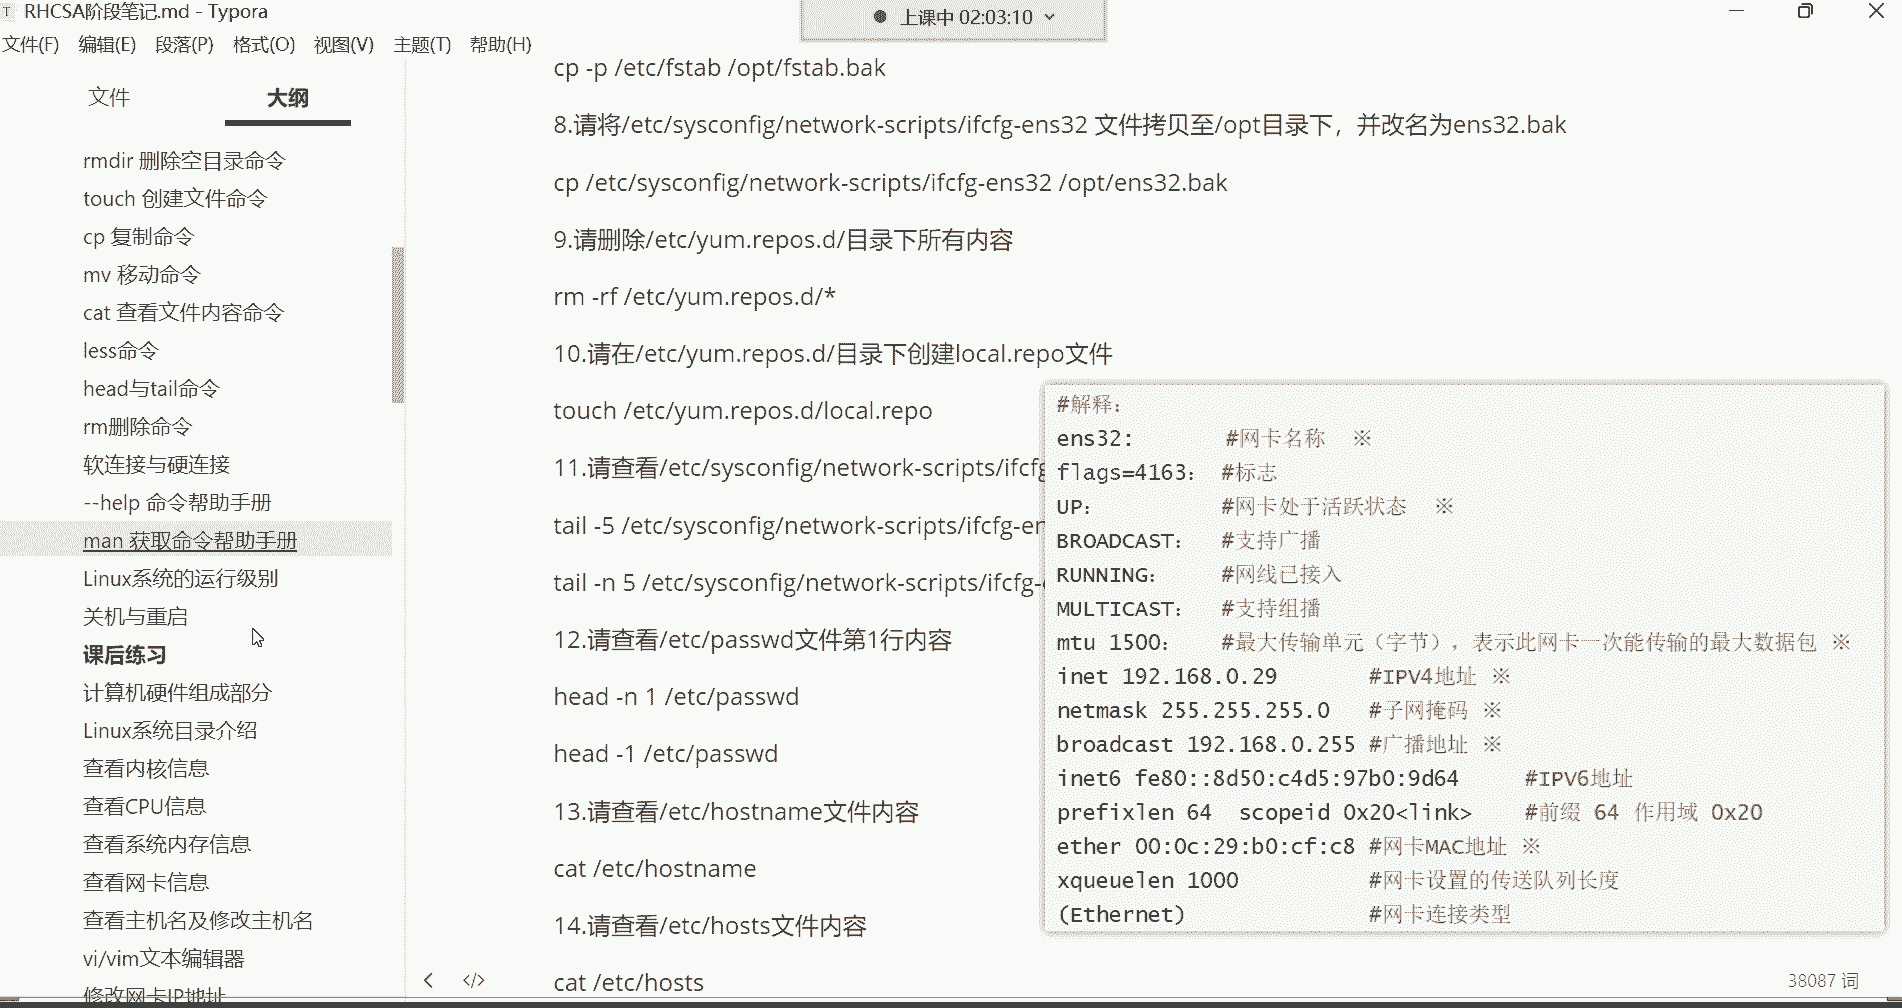 RHCSA阶段笔记.md - Typora
上课中 02:03:10
文件(F) 编辑(E) 段落(P) 格式(O) 视图(V) 主题(T) 帮助(H)
文件 大纲
rmdir 删除空目录命令
touch 创建文件命令
cp 复制命令
mv 移动命令
cat 查看文件内容命令
less命令
head与tail命令
rm删除命令
软连接与硬连接
--help 命令帮助手册
man 获取命令帮助手册
Linux系统的运行级别
关机与重启
课后练习
计算机硬件组成部分
Linux系统目录介绍
查看内核信息
查看CPU信息
查看系统内存信息
查看网卡信息
查看主机名及修改主机名
vi/vim文本编辑器
修改网卡IP地址
cp -p /etc/fstab /opt/fstab.bak
8.请将/etc/sysconfig/network-scripts/ifcfg-ens32 文件拷贝至/opt目录下，并改名为ens32.bak
cp /etc/sysconfig/network-scripts/ifcfg-ens32 /opt/ens32.bak
9.请删除/etc/yum.repos.d/目录下所有内容
rm -rf /etc/yum.repos.d/*
10.请在/etc/yum.repos.d/目录下创建local.repo文件
touch /etc/yum.repos.d/local.repo
11.请查看/etc/sysconfig/network-scripts/ifcfg
tail -5 /etc/sysconfig/network-scripts/ifcfg-en
tail -n 5 /etc/sysconfig/network-scripts/ifcfg-
12.请查看/etc/passwd文件第1行内容
head -n 1 /etc/passwd
head -1 /etc/passwd
13.请查看/etc/hostname文件内容
cat /etc/hostname
14.请查看/etc/hosts文件内容
cat /etc/hosts
#解释：
ens32: #网卡名称 ※
flags=4163： #标志
UP： #网卡处于活跃状态 ※
BROADCAST： #支持广播
RUNNING： #网线已接入
MULTICAST： #支持组播
mtu 1500： #最大传输单元（字节），表示此网卡一次能传输的最大数据包 ※
inet 192.168.0.29 #IPV4地址 ※
netmask 255.255.255.0 #子网掩码 ※
broadcast 192.168.0.255 #广播地址 ※
inet6 fe80::8d50:c4d5:97b0:9d64 #IPV6地址
prefixlen 64 scopeid 0x20<link> #前缀 64 作用域 0x20
ether 00:0c:29:b0:cf:c8 #网卡MAC地址 ※
xqueuelen 1000 #网卡设置的传送队列长度
(Ethernet) #网卡连接类型
38087 词